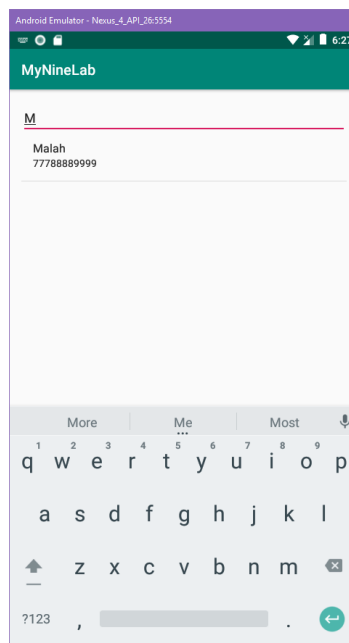 Android Emulator - Nexus_4_API_26:5554
6:27
MyNineLab
M
Malah
77788889999
More Me Most
1 2 3 4 5 6 7 8 9
q w e r t y u i o p
a s d f g h j k l
z x c v b n m
?123 , .